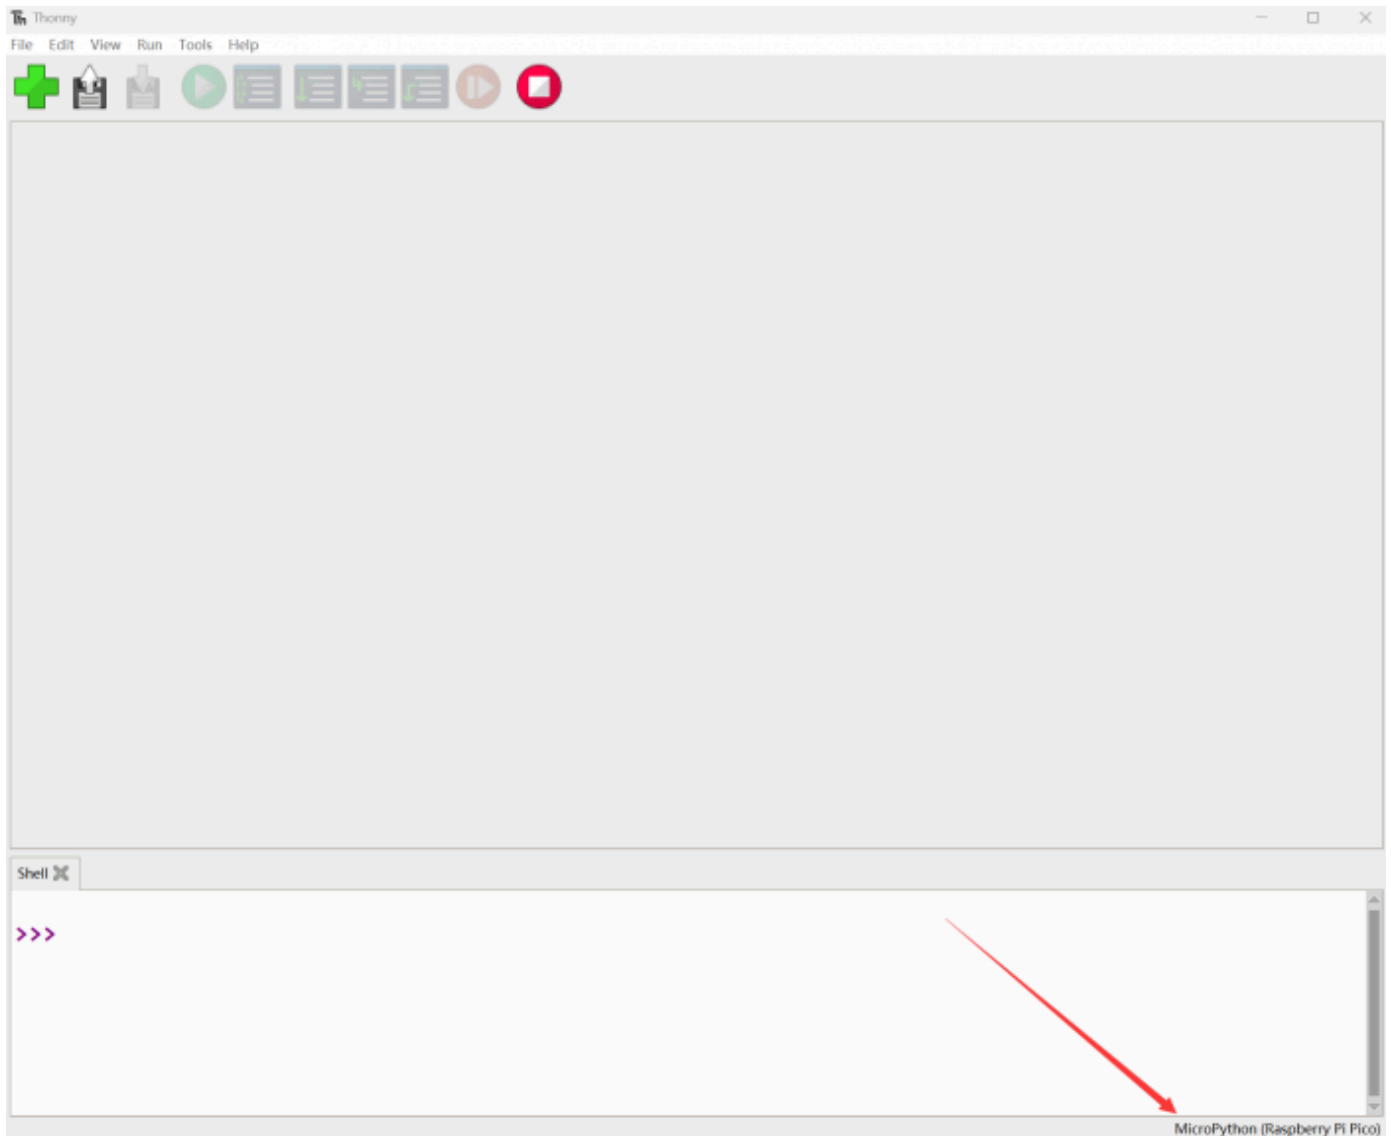 Thonny
File Edit View Run Tools Help
Shell
>>>
MicroPython (Raspberry Pi Pico)